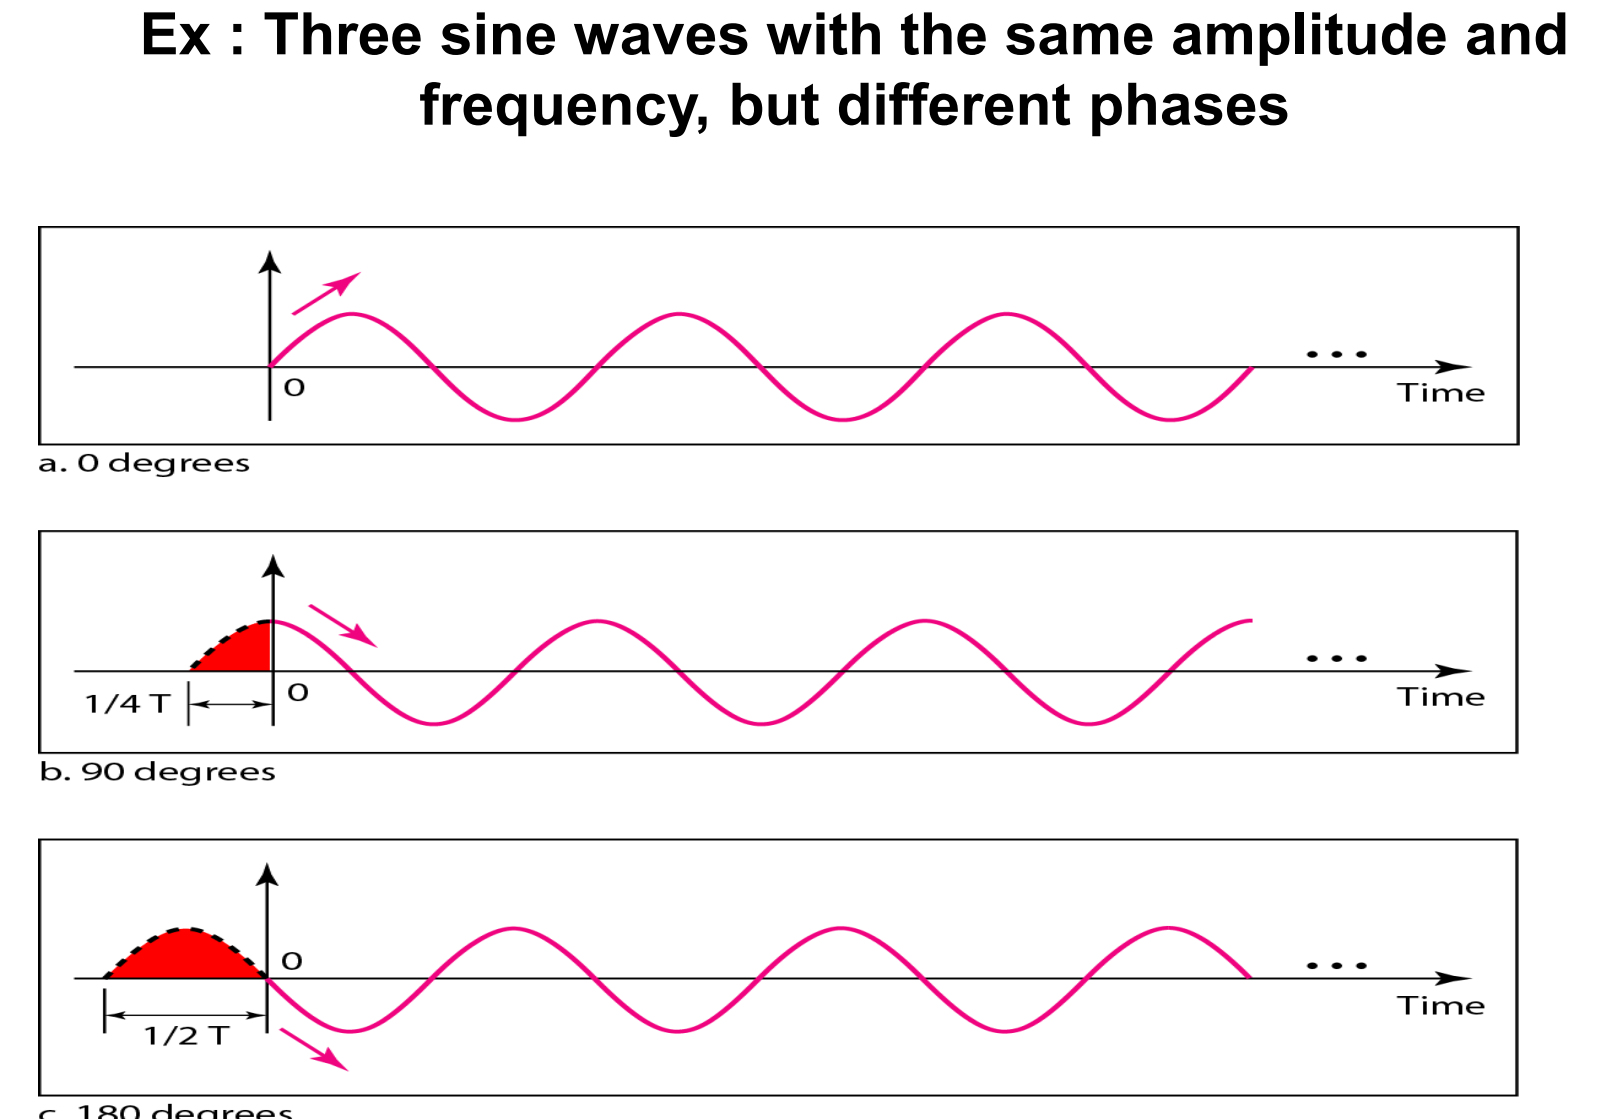 Ex : Three sine waves with the same amplitude and
frequency, but different phases
0
Time
a. 0 degrees
0
1/4 T
Time
b. 90 degrees
0
Time
1/2 T
c. 180 degrees